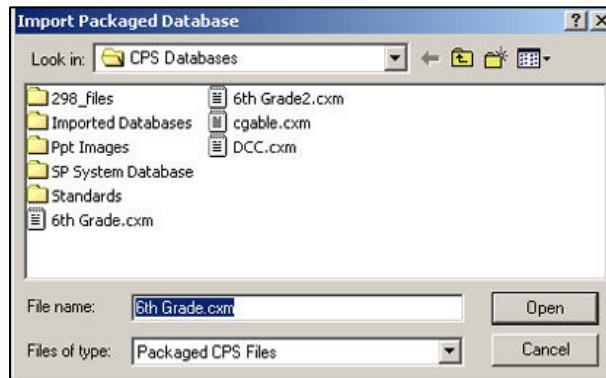 Import Packaged Database
Look in: CPS Databases
298_files 6th Grade2.cxm
Imported Databases cgable.cxm
Ppt Images DCC.cxm
SP System Database
Standards
6th Grade.cxm
File name: 6th Grade.cxm Open
Files of type: Packaged CPS Files Cancel